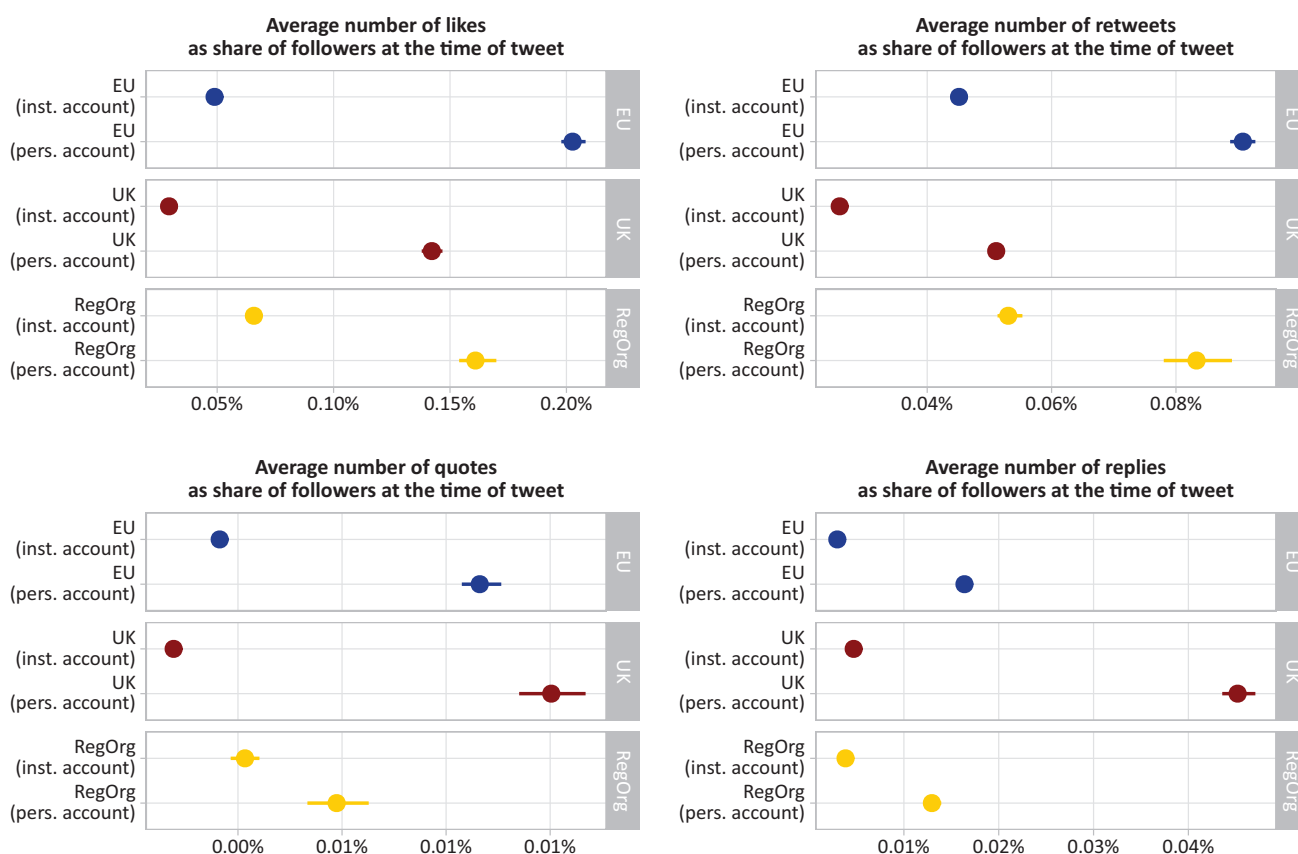 Average number of likes
as share of followers at the time of tweet
EU
(inst. account)
EU
(pers. account)
EU
UK
(inst. account)
UK
(pers. account)
UK
RegOrg
(inst. account)
RegOrg
(pers. account)
RegOrg
0.05% 0.10% 0.15% 0.20%
Average number of retweets
as share of followers at the time of tweet
EU
(inst. account)
EU
(pers. account)
EU
UK
(inst. account)
UK
(pers. account)
UK
RegOrg
(inst. account)
RegOrg
(pers. account)
RegOrg
0.04% 0.06% 0.08%
Average number of quotes
as share of followers at the time of tweet
EU
(inst. account)
EU
(pers. account)
EU
UK
(inst. account)
UK
(pers. account)
UK
RegOrg
(inst. account)
RegOrg
(pers. account)
RegOrg
0.00% 0.01% 0.01%
Average number of replies
as share of followers at the time of tweet
EU
(inst. account)
EU
(pers. account)
EU
UK
(inst. account)
UK
(pers. account)
UK
RegOrg
(inst. account)
RegOrg
(pers. account)
RegOrg
0.01% 0.02% 0.03% 0.04%